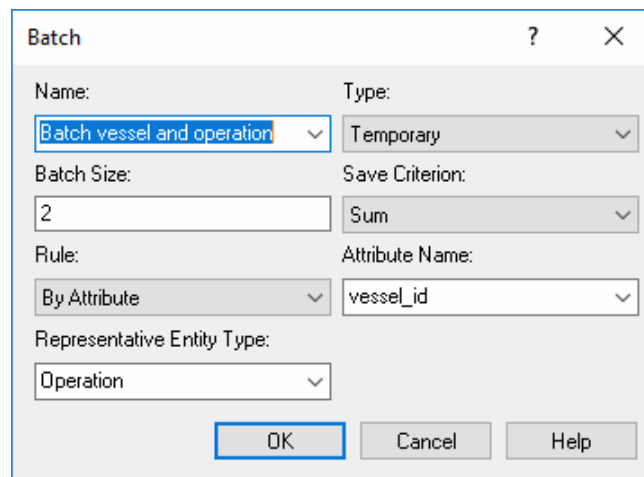 Batch
?
Name:
Type:
Batch vessel and operation
Temporary
Batch Size:
Save Criterion:
2
Sum
Rule:
Attribute Name:
By Attribute
vessel_id
Representative Entity Type:
Operation
OK
Cancel
Help